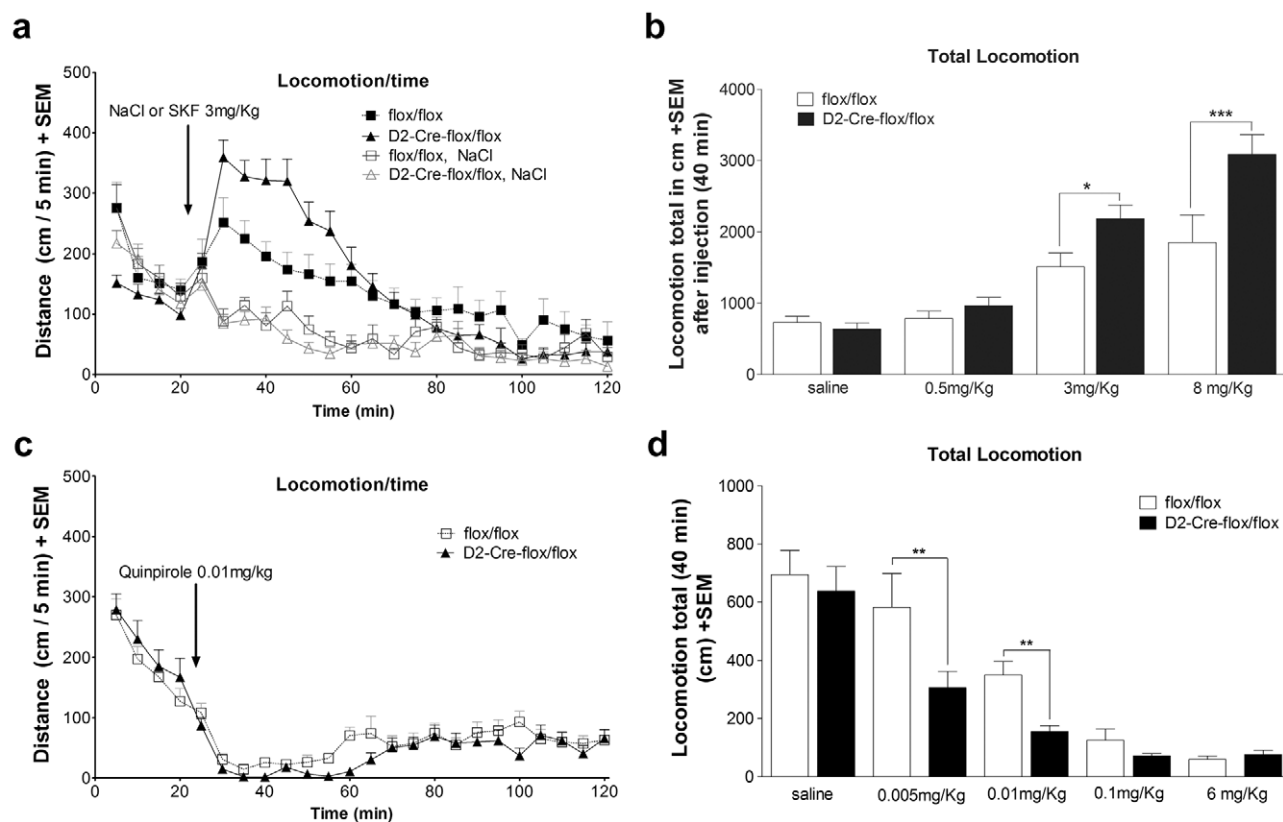 a
Locomotion/time
NaCl or SKF 3mg/Kg
flox/flox
D2-Cre-flox/flox
flox/flox, NaCl
D2-Cre-flox/flox, NaCl
Distance (cm / 5 min) + SEM
500
400
300
200
100
0
0 20 40 60 80 100 120
Time (min)
b
Total Locomotion
flox/flox
D2-Cre-flox/flox
Locomotion total in cm +SEM
after injection (40 min)
4000
3000
2000
1000
0
*
***
saline 0.5mg/Kg 3mg/Kg 8 mg/Kg
c
Locomotion/time
flox/flox
D2-Cre-flox/flox
Quinpirole 0.01mg/kg
Distance (cm / 5 min) + SEM
500
400
300
200
100
0
0 20 40 60 80 100 120
Time (min)
d
Total Locomotion
flox/flox
D2-Cre-flox/flox
Locomotion total (40 min)
(cm) +SEM
1000
800
600
400
200
0
**
**
saline 0.005mg/Kg 0.01mg/Kg 0.1mg/Kg 6 mg/Kg